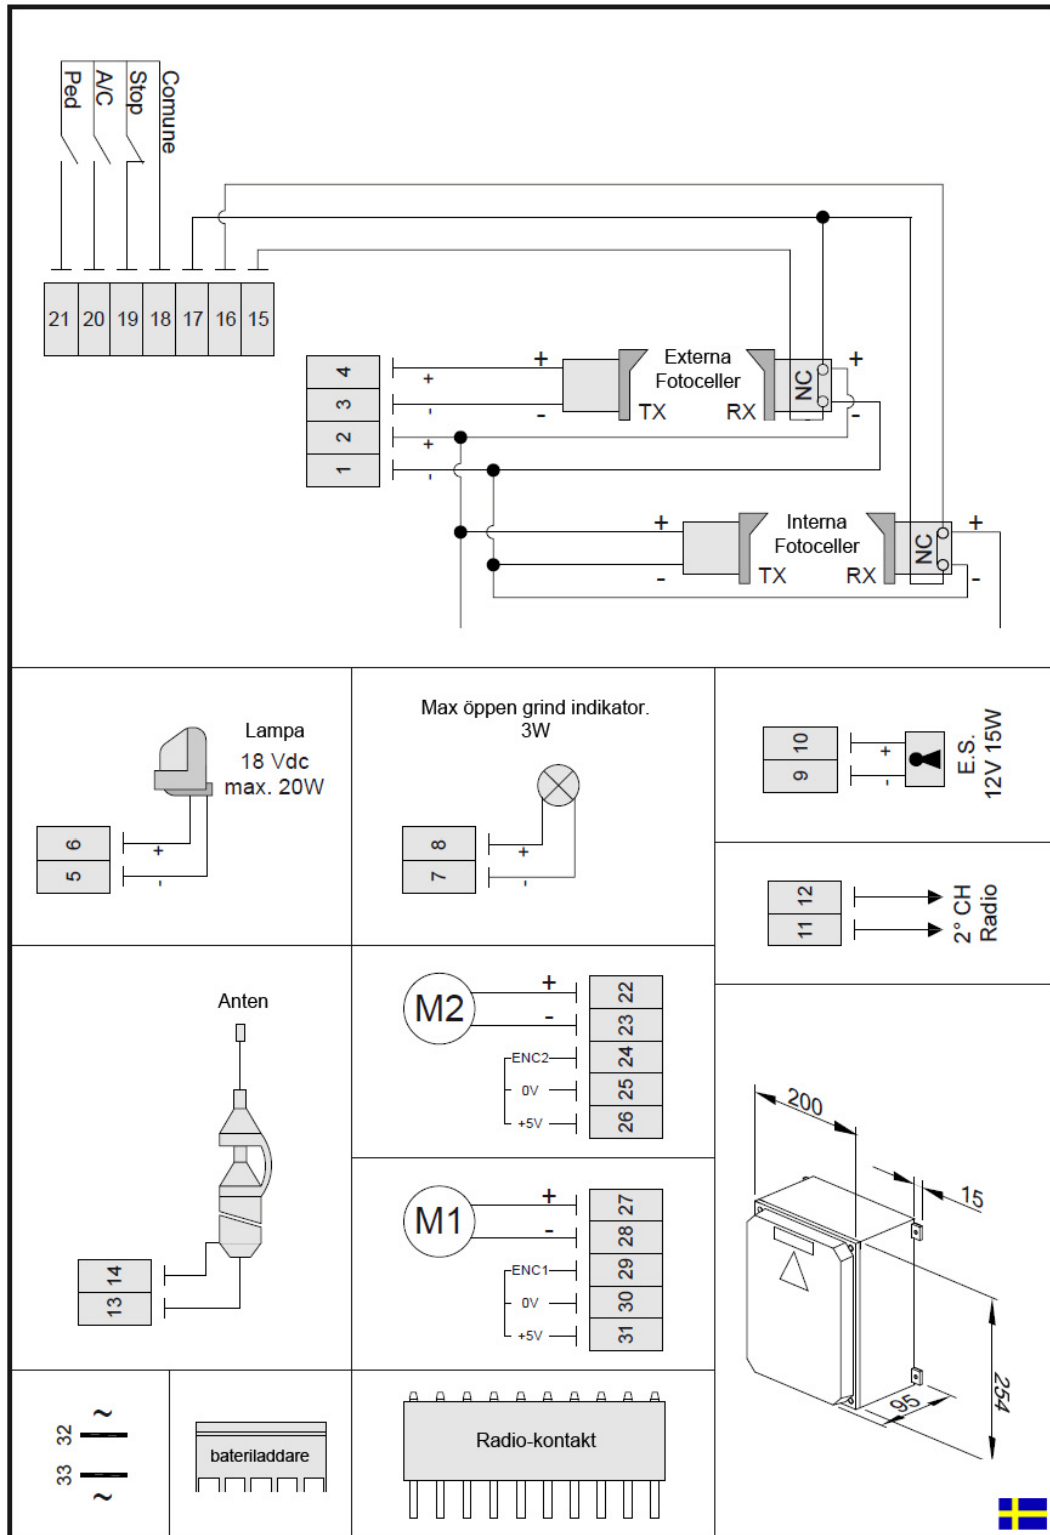 Ped
A/C
Stop
Comune
21 20 19 18 17 16 15
4
3
2
1
+
-
+
-
+
-
Externa
Fotoceller
TX RX
NC
+
-
+
-
Interna
Fotoceller
TX RX
NC
+
-
Lampa
18 Vdc
max. 20W
6
5
+
-
Max öppen grind indikator.
3W
8
7
+
-
10
9
+
-
E.S.
12V 15W
12
11
2° CH
Radio
Anten
14
13
M2
+
-
ENC2
0V
+5V
22
23
24
25
26
M1
+
-
ENC1
0V
+5V
27
28
29
30
31
200
15
95
254
32 ~
33 ~
bateriladdare
Radio-kontakt